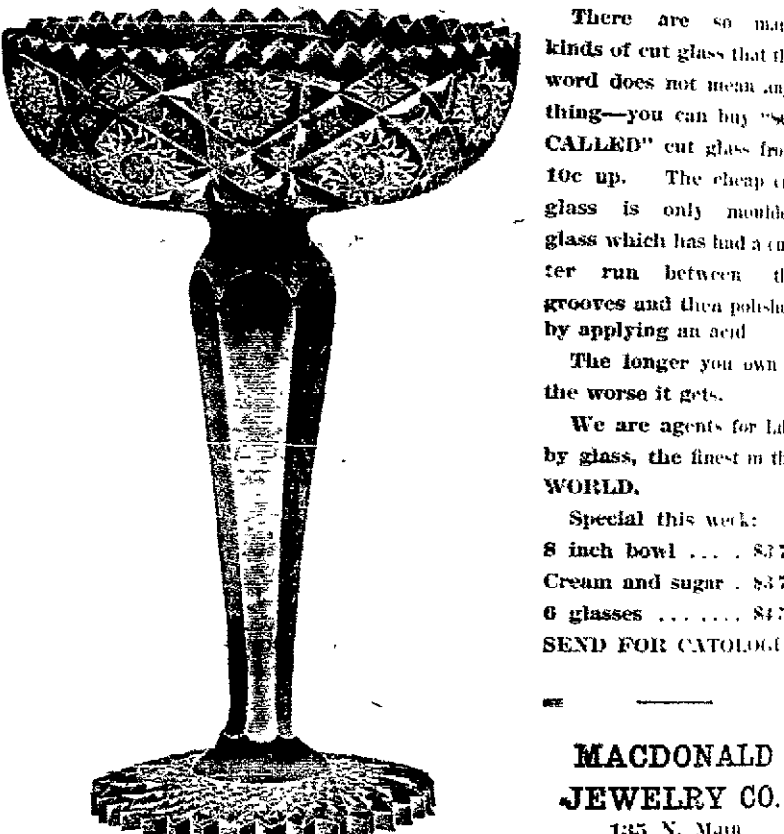 There are so
kinds of cut glass that
word does not mean
thing—you can buy
CALLED" cut glass
10c up. The cheap
glass is only
glass which has had a
ter run between
grooves and then
by applying an acid
The longer you own
the worse it gets.
We are agents for
by glass, the finest in
WORLD.
Special this week:
8 inch bowl ... .
Cream and sugar .
6 glasses .......
SEND FOR
MACDONALD
JEWELRY CO.
135 N. Main